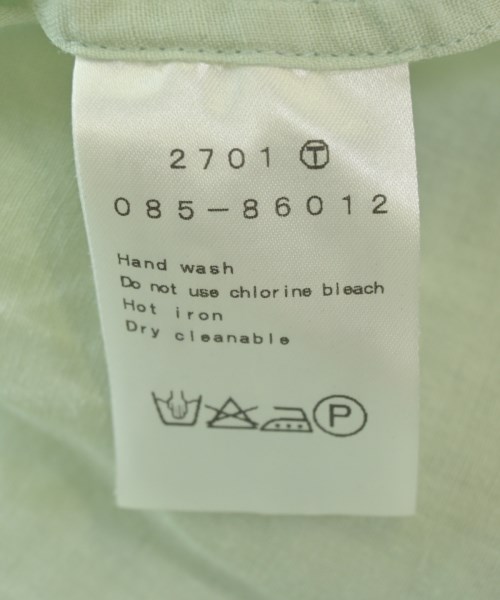 2701 Ⓣ
085-86012
Hand wash
Do not use chlorine bleach
Hot iron
Dry cleanable
P